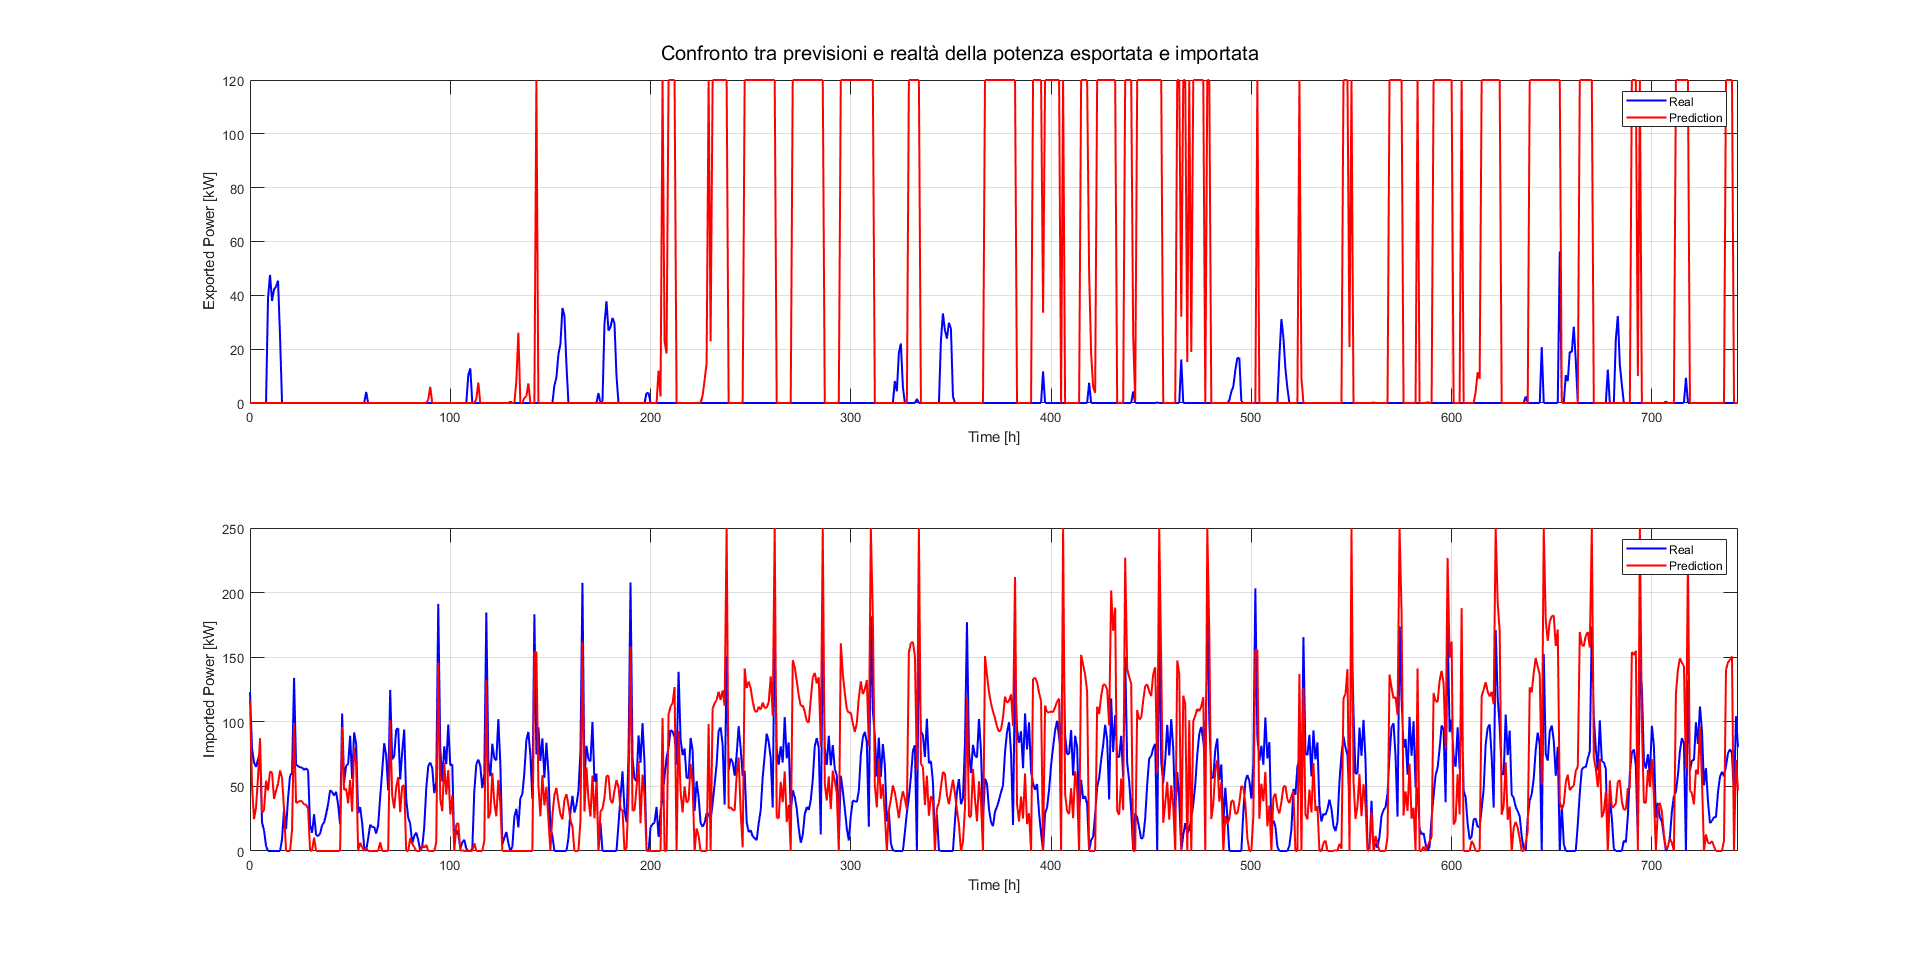 Confronto tra previsioni e realtà della potenza esportata e importata
120
100
80
60
40
20
0
Exported Power [kW]
Real
Prediction
0 100 200 300 400 500 600 700
Time [h]
250
200
150
100
50
0
Imported Power [kW]
Real
Prediction
0 100 200 300 400 500 600 700
Time [h]